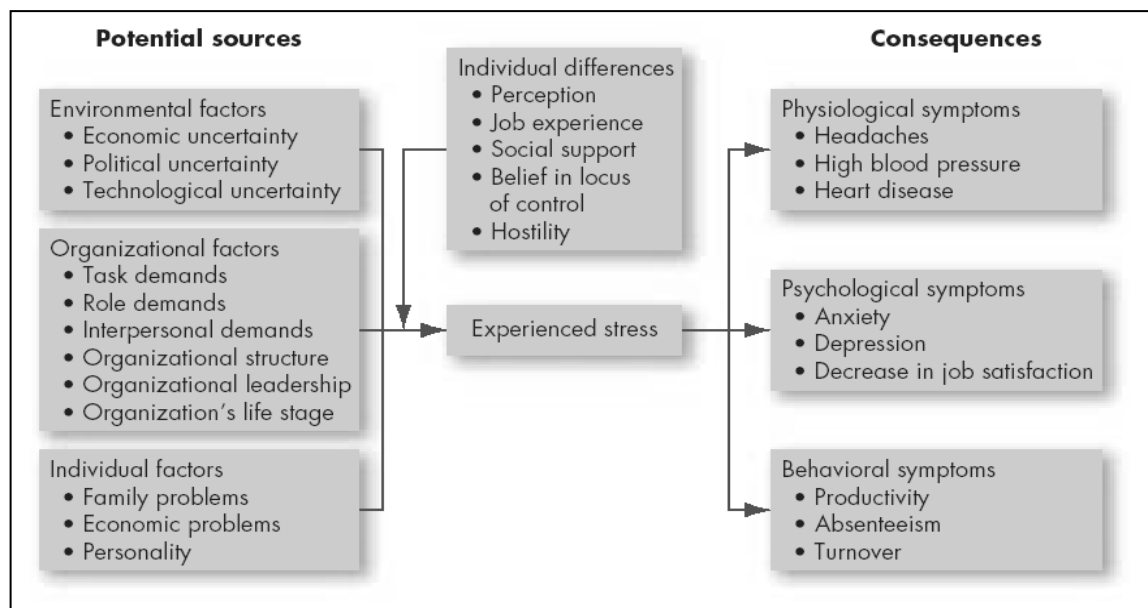 Potential sources
Environmental factors
• Economic uncertainty
• Political uncertainty
• Technological uncertainty
Organizational factors
• Task demands
• Role demands
• Interpersonal demands
• Organizational structure
• Organizational leadership
• Organization's life stage
Individual factors
• Family problems
• Economic problems
• Personality
Individual differences
• Perception
• Job experience
• Social support
• Belief in locus
of control
• Hostility
Experienced stress
Consequences
Physiological symptoms
• Headaches
• High blood pressure
• Heart disease
Psychological symptoms
• Anxiety
• Depression
• Decrease in job satisfaction
Behavioral symptoms
• Productivity
• Absenteeism
• Turnover